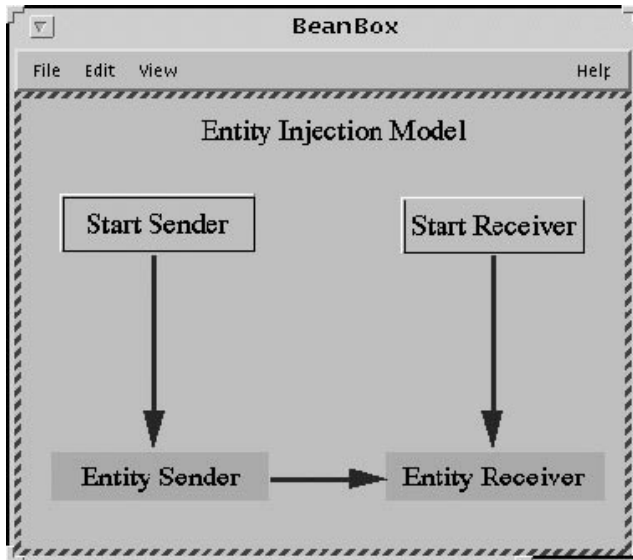 BeanBox
File Edit View Help
Entity Injection Model
Start Sender Start Receiver
Entity Sender Entity Receiver